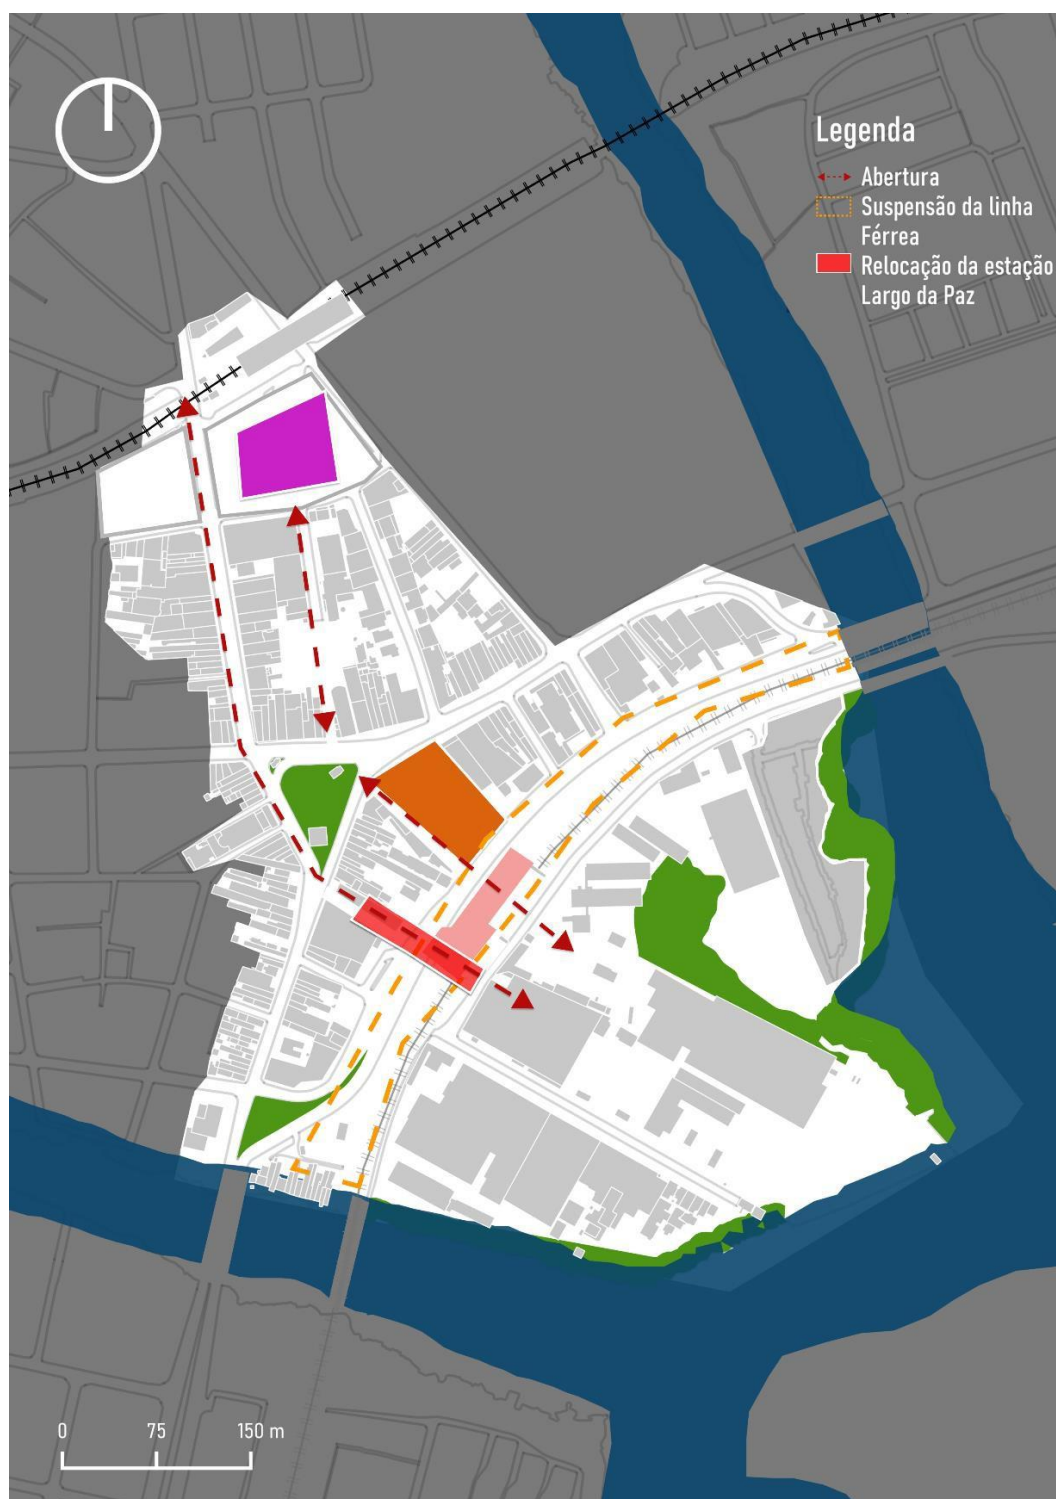 Legenda
Abertura
Suspensão da linha
Férrea
Relocação da estação
Largo da Paz
0 75 150 m